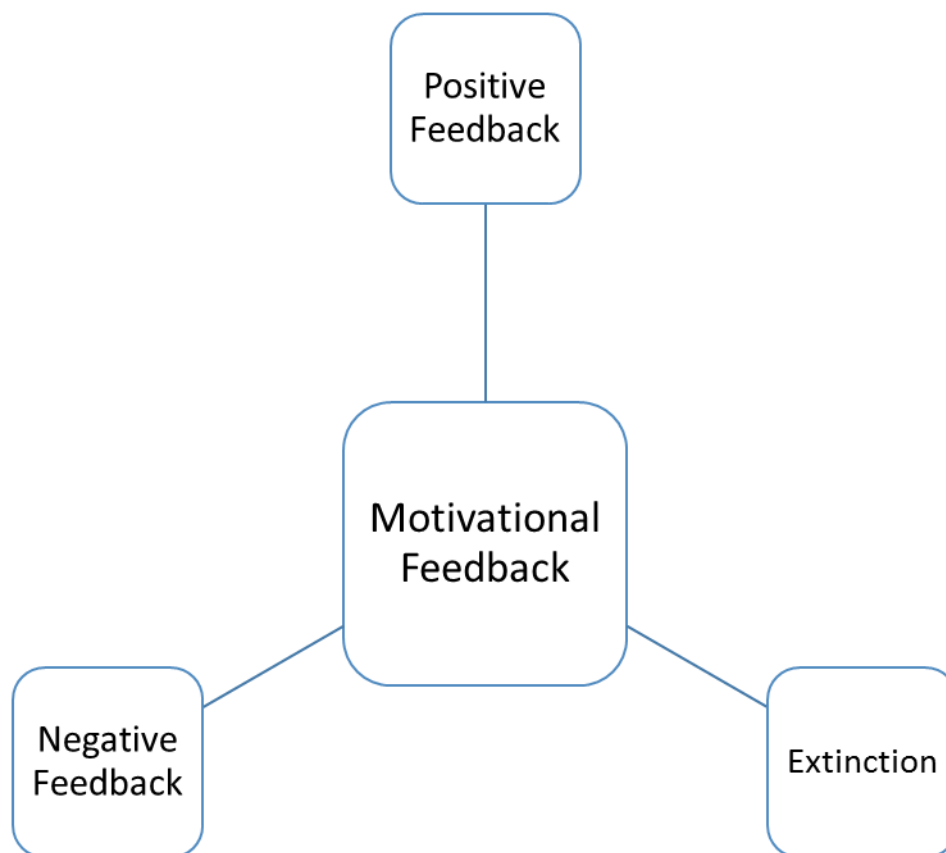 Positive
Feedback
Motivational
Feedback
Negative
Feedback
Extinction